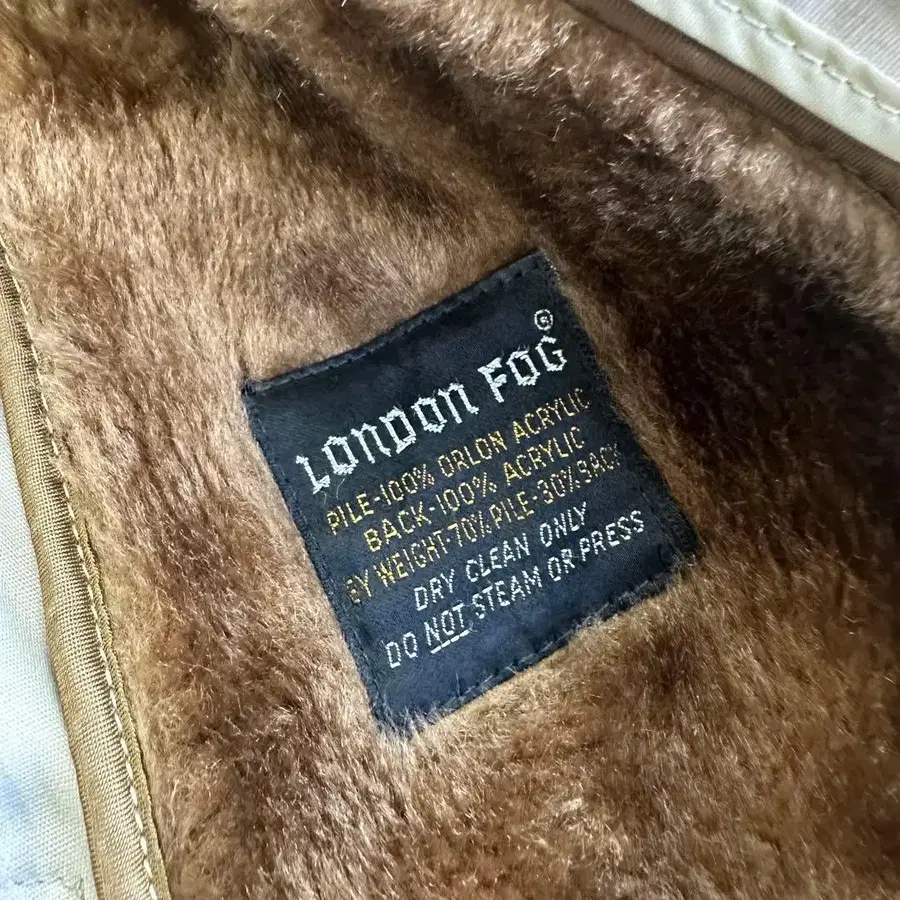 LONDON FOG®
PILE-100% ORLON ACRYLIC
BACK-100% ACRYLIC
BY WEIGHT-70% PILE-30% BACK
DRY CLEAN ONLY
DO NOT STEAM OR PRESS